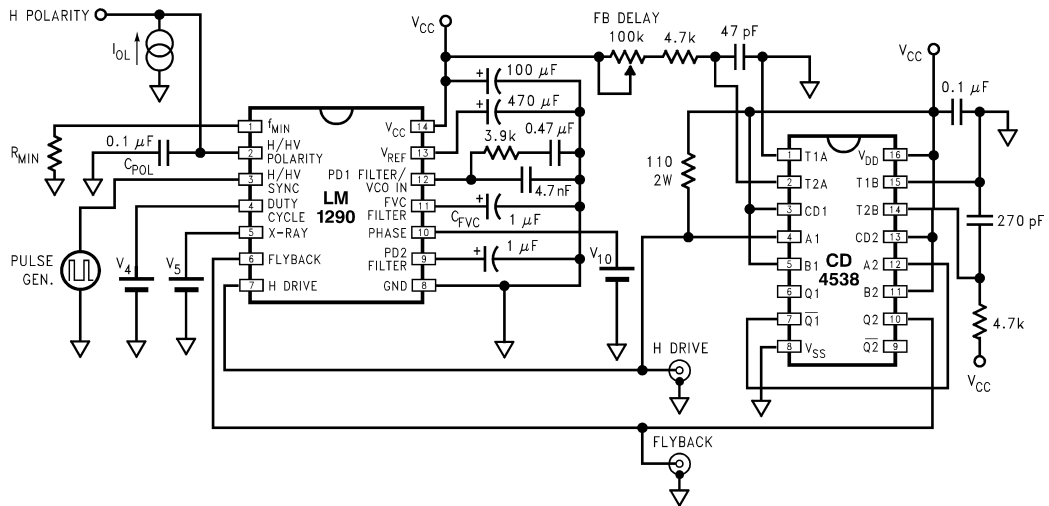 H POLARITY
I_OL
V_CC
FB DELAY
100k
4.7k
47 pF
V_CC
0.1 µF
+ 100 µF
+ 470 µF
3.9k
0.47 µF
4.7nF
C_FVC
+ 1 µF
+ 1 µF
R_MIN
0.1 µF
C_POL
PULSE
GEN.
V_4
V_5
V_10
1 f_MIN
2 H/HV
POLARITY
3 H/HV
SYNC
4 DUTY
CYCLE
5 X-RAY
6 FLYBACK
7 H DRIVE
LM
1290
V_CC 14
V_REF 13
PD1 FILTER/
VCO IN 12
FVC
FILTER 11
PHASE 10
PD2
FILTER 9
GND 8
110
2W
1 T1A
2 T2A
3 CD1
4 A1
5 B1
6 Q1
7 Q̅1̅
8 V_SS
CD
4538
V_DD 16
T1B 15
T2B 14
CD2 13
A2 12
B2 11
Q2 10
Q̅2̅ 9
270 pF
4.7k
V_CC
H DRIVE
FLYBACK